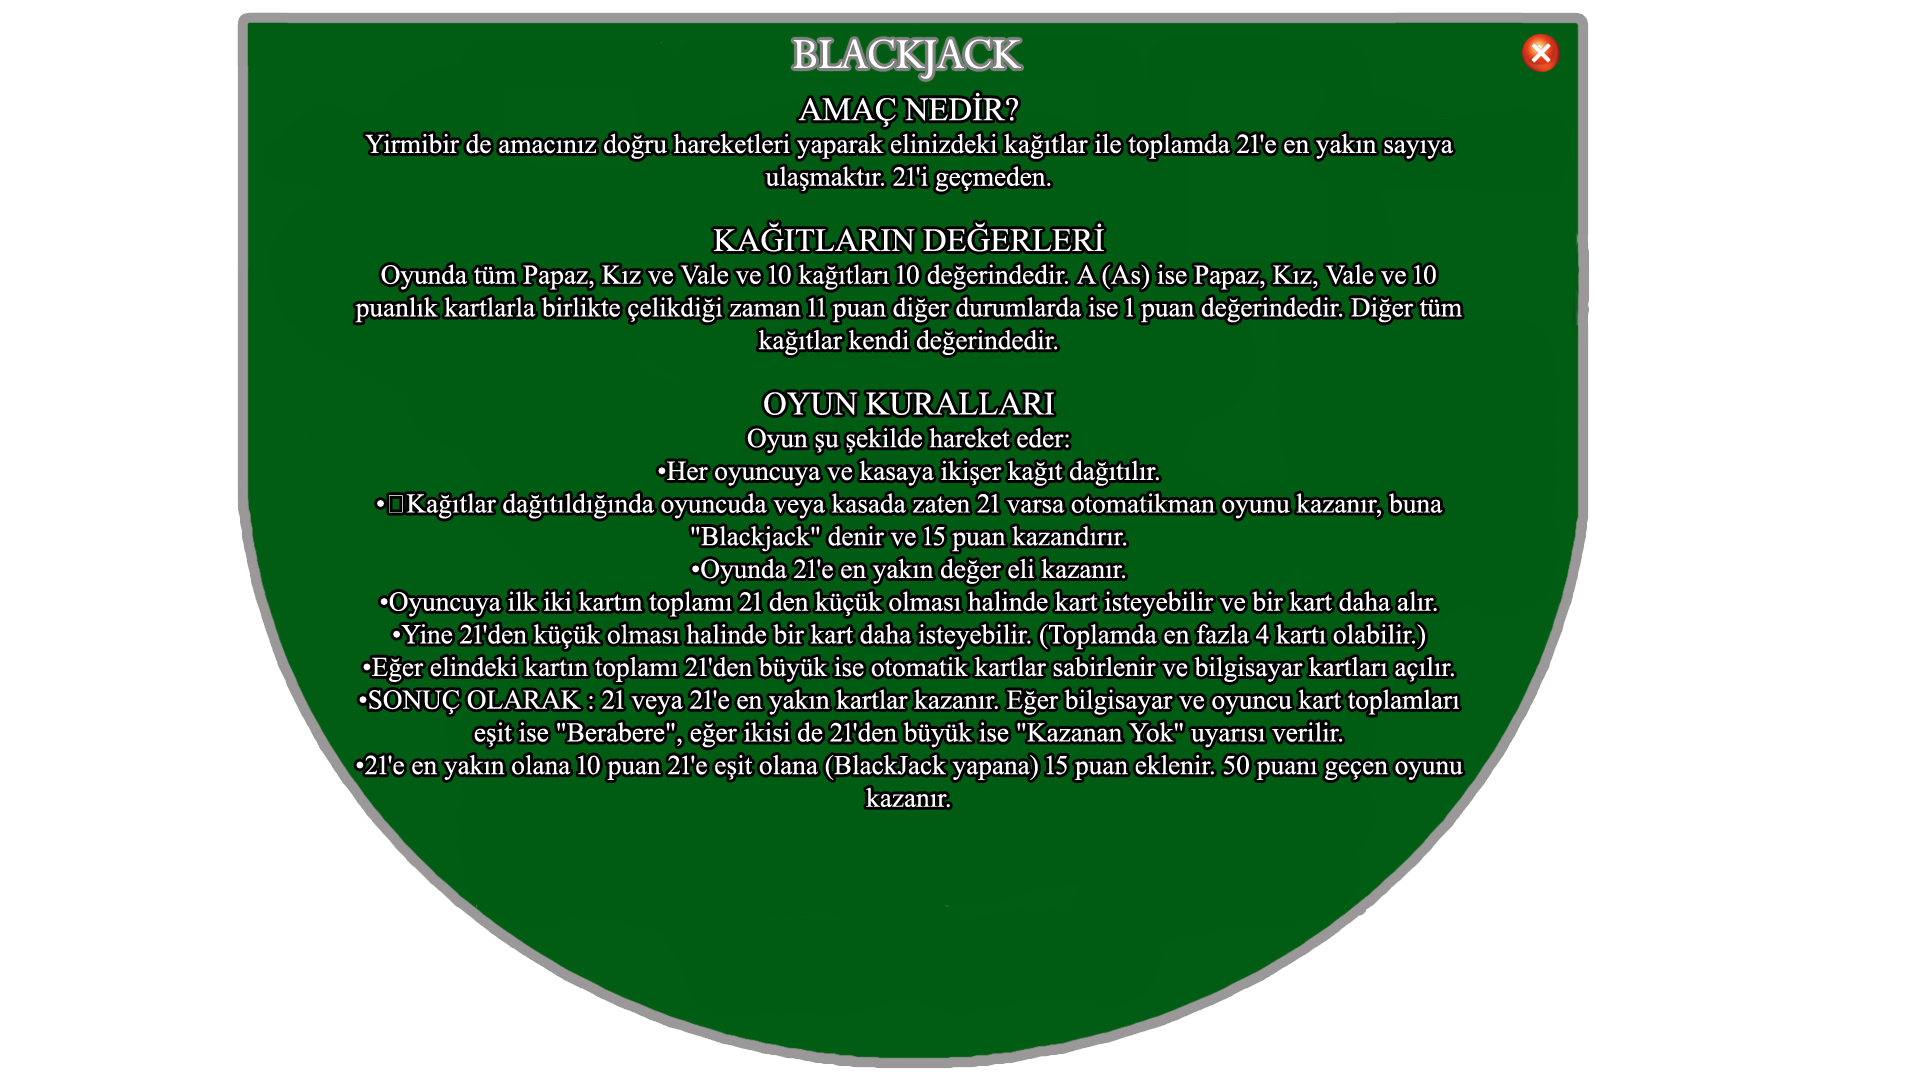 BLACKJACK
AMAÇ NEDİR?
Yirmibir de amacınız doğru hareketleri yaparak elinizdeki kağıtlar ile toplamda 21'e en yakın sayıya
ulaşmaktır. 21'i geçmeden.
KAĞITLARIN DEĞERLERİ
Oyunda tüm Papaz, Kız ve Vale ve 10 kağıtları 10 değerindedir. A (As) ise Papaz, Kız, Vale ve 10
puanlık kartlarla birlikte çelikdiği zaman 11 puan diğer durumlarda ise 1 puan değerindedir. Diğer tüm
kağıtlar kendi değerindedir.
OYUN KURALLARI
Oyun şu şekilde hareket eder:
•Her oyuncuya ve kasaya ikişer kağıt dağıtılır.
•Kağıtlar dağıtıldığında oyuncuda veya kasada zaten 21 varsa otomatikman oyunu kazanır, buna
"Blackjack" denir ve 15 puan kazandırır.
•Oyunda 21'e en yakın değer eli kazanır.
•Oyuncuya ilk iki kartın toplamı 21 den küçük olması halinde kart isteyebilir ve bir kart daha alır.
•Yine 21'den küçük olması halinde bir kart daha isteyebilir. (Toplamda en fazla 4 kartı olabilir.)
•Eğer elindeki kartın toplamı 21'den büyük ise otomatik kartlar sabirlenir ve bilgisayar kartları açılır.
•SONUÇ OLARAK : 21 veya 21'e en yakın kartlar kazanır. Eğer bilgisayar ve oyuncu kart toplamları
eşit ise "Berabere", eğer ikisi de 21'den büyük ise "Kazanan Yok" uyarısı verilir.
•21'e en yakın olana 10 puan 21'e eşit olana (BlackJack yapana) 15 puan eklenir. 50 puanı geçen oyunu
kazanır.